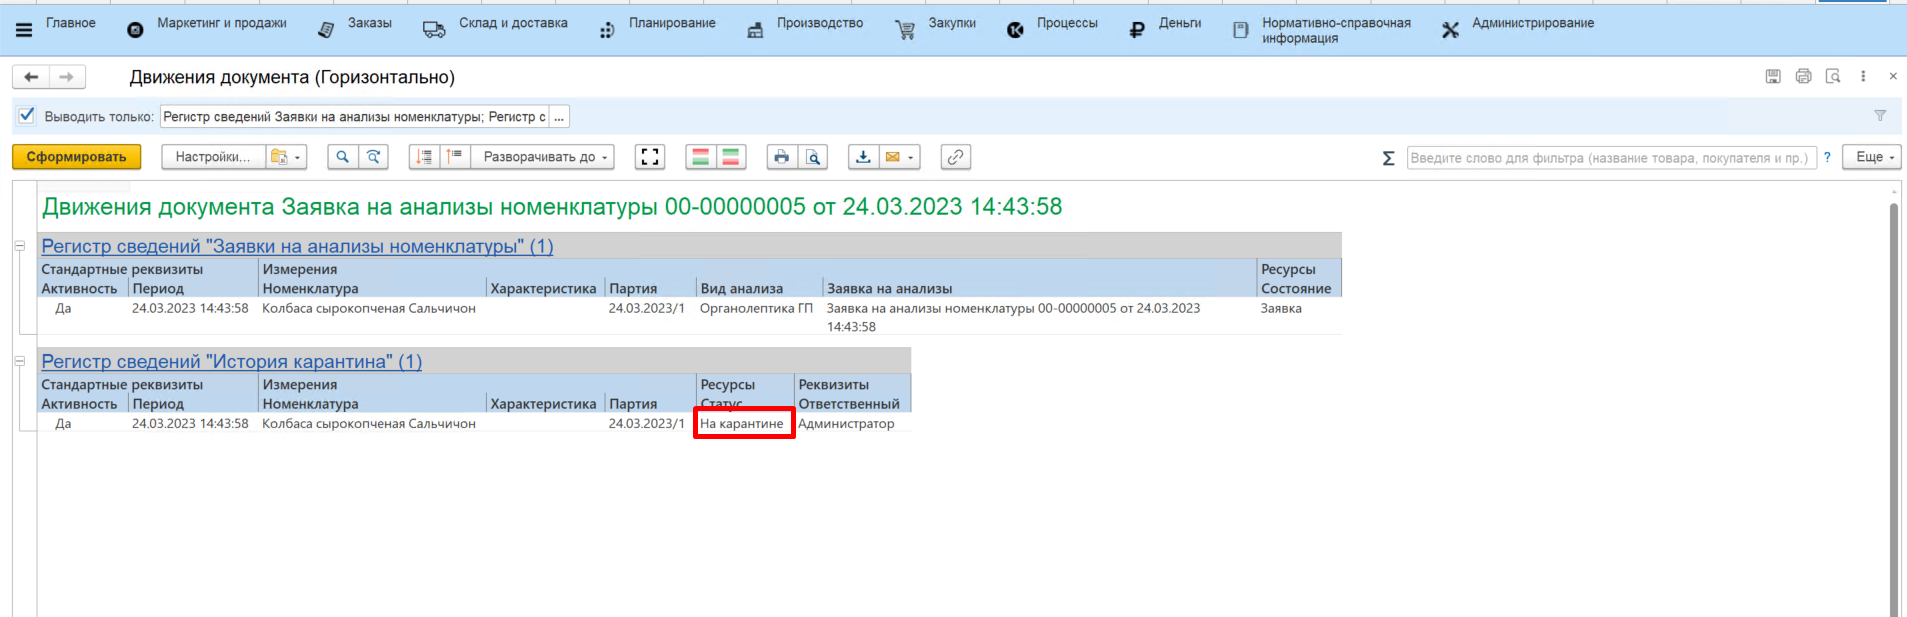 Главное
Маркетинг и продажи
Заказы
Склад и доставка
Планирование
Производство
Закупки
Процессы
Деньги
Нормативно-справочная
информация
Администрирование
Движения документа (Горизонтально)
Выводить только: Регистр сведений Заявки на анализы номенклатуры; Регистр с ...
Сформировать
Настройки...
Разворачивать до
Σ
Введите слово для фильтра (название товара, покупателя и пр.)
?
Еще
Движения документа Заявка на анализы номенклатуры 00-00000005 от 24.03.2023 14:43:58
Регистр сведений "Заявки на анализы номенклатуры" (1)
Стандартные реквизиты Измерения Ресурсы
Активность Период Номенклатура Характеристика Партия Вид анализа Заявка на анализы Состояние
Да 24.03.2023 14:43:58 Колбаса сырокопченая Сальчичон 24.03.2023/1 Органолептика ГП Заявка на анализы номенклатуры 00-00000005 от 24.03.2023 Заявка
14:43:58
Регистр сведений "История карантина" (1)
Стандартные реквизиты Измерения Ресурсы Реквизиты
Активность Период Номенклатура Характеристика Партия Статус Ответственный
Да 24.03.2023 14:43:58 Колбаса сырокопченая Сальчичон 24.03.2023/1 На карантине Администратор